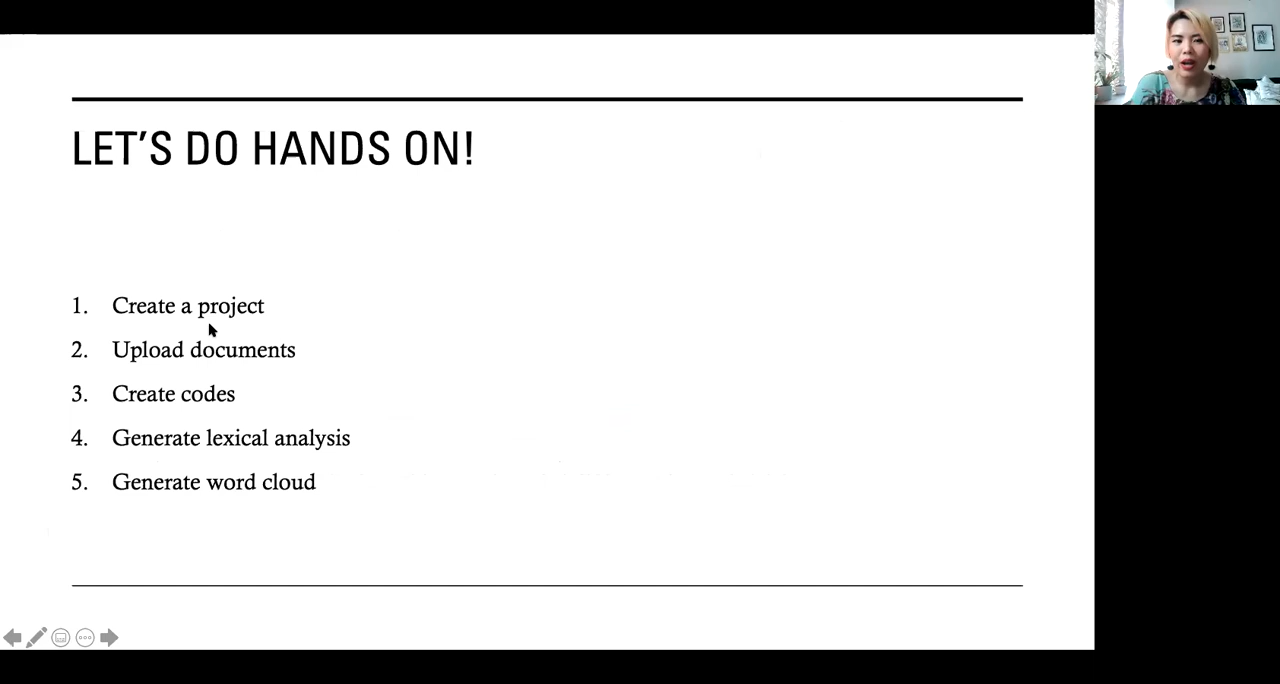 LET'S DO HANDS ON!
1. Create a project
2. Upload documents
3. Create codes
4. Generate lexical analysis
5. Generate word cloud